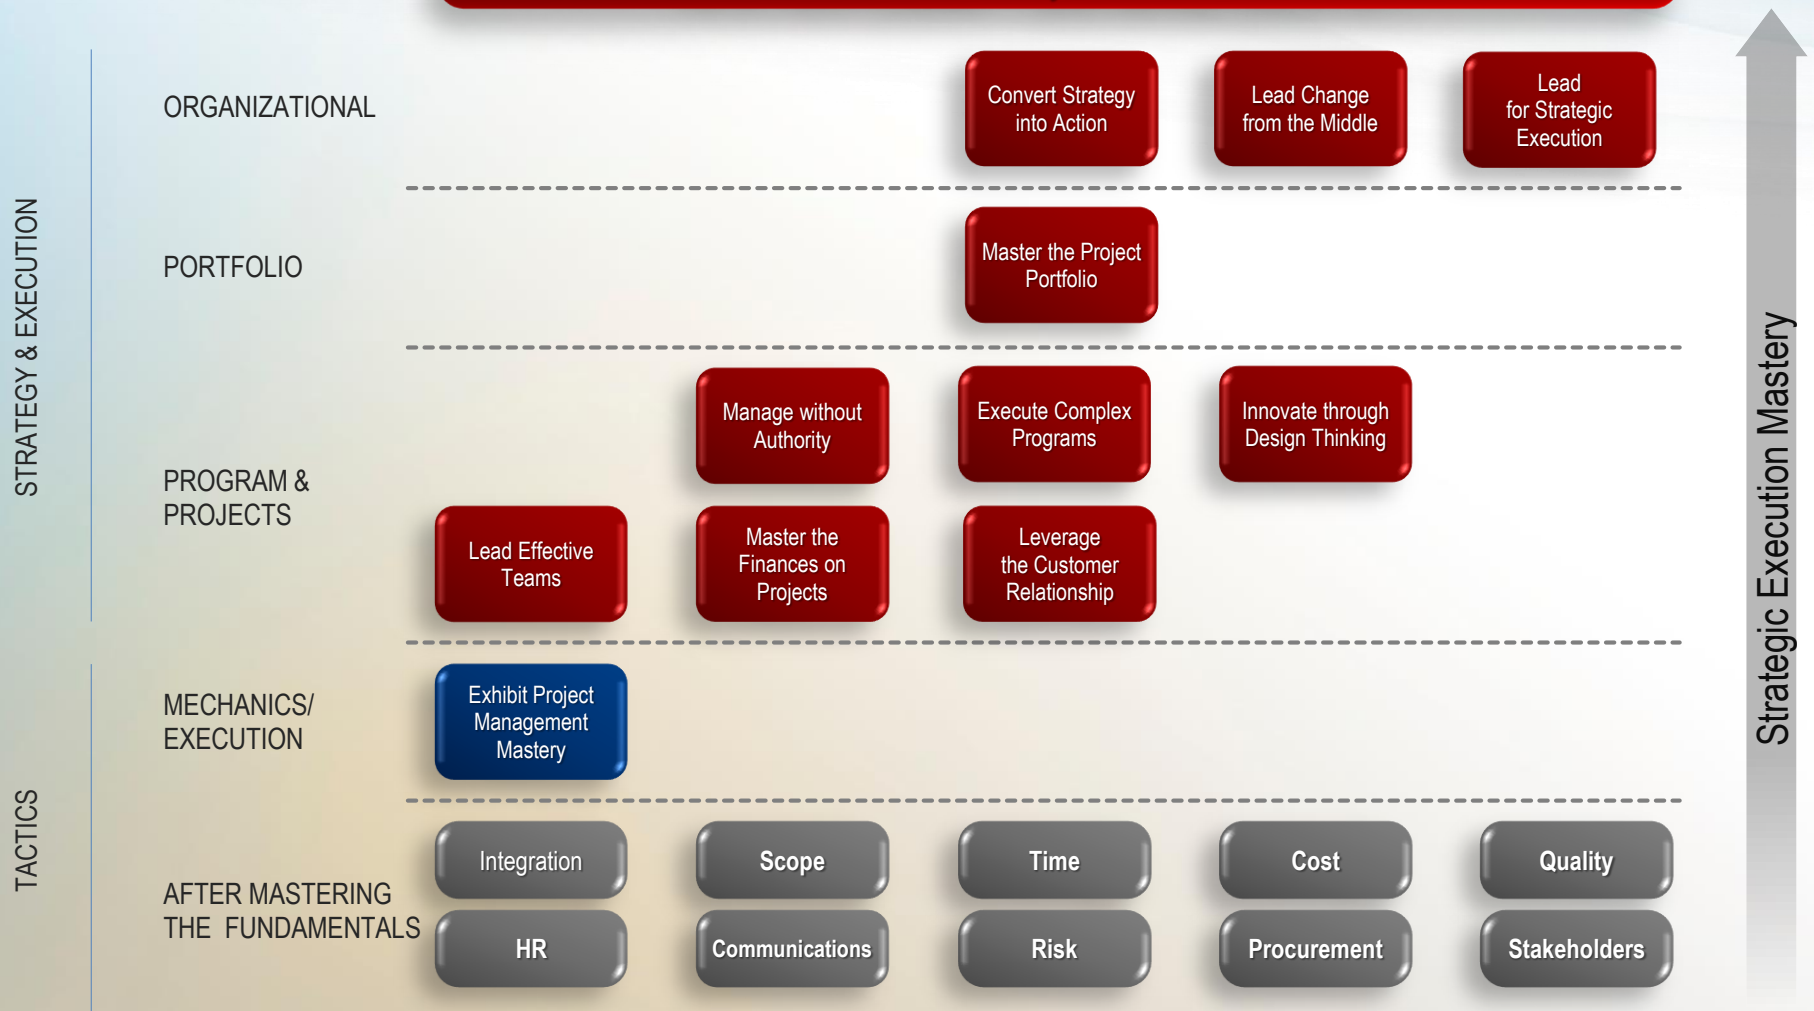 ORGANIZATIONAL
Convert Strategy
into Action
Lead Change
from the Middle
Lead
for Strategic
Execution
PORTFOLIO
Master the Project
Portfolio
STRATEGY & EXECUTION
PROGRAM &
PROJECTS
Manage without
Authority
Execute Complex
Programs
Innovate through
Design Thinking
Lead Effective
Teams
Master the
Finances on
Projects
Leverage
the Customer
Relationship
MECHANICS/
EXECUTION
Exhibit Project
Management
Mastery
TACTICS
AFTER MASTERING
THE FUNDAMENTALS
Integration
Scope
Time
Cost
Quality
HR
Communications
Risk
Procurement
Stakeholders
Strategic Execution Mastery